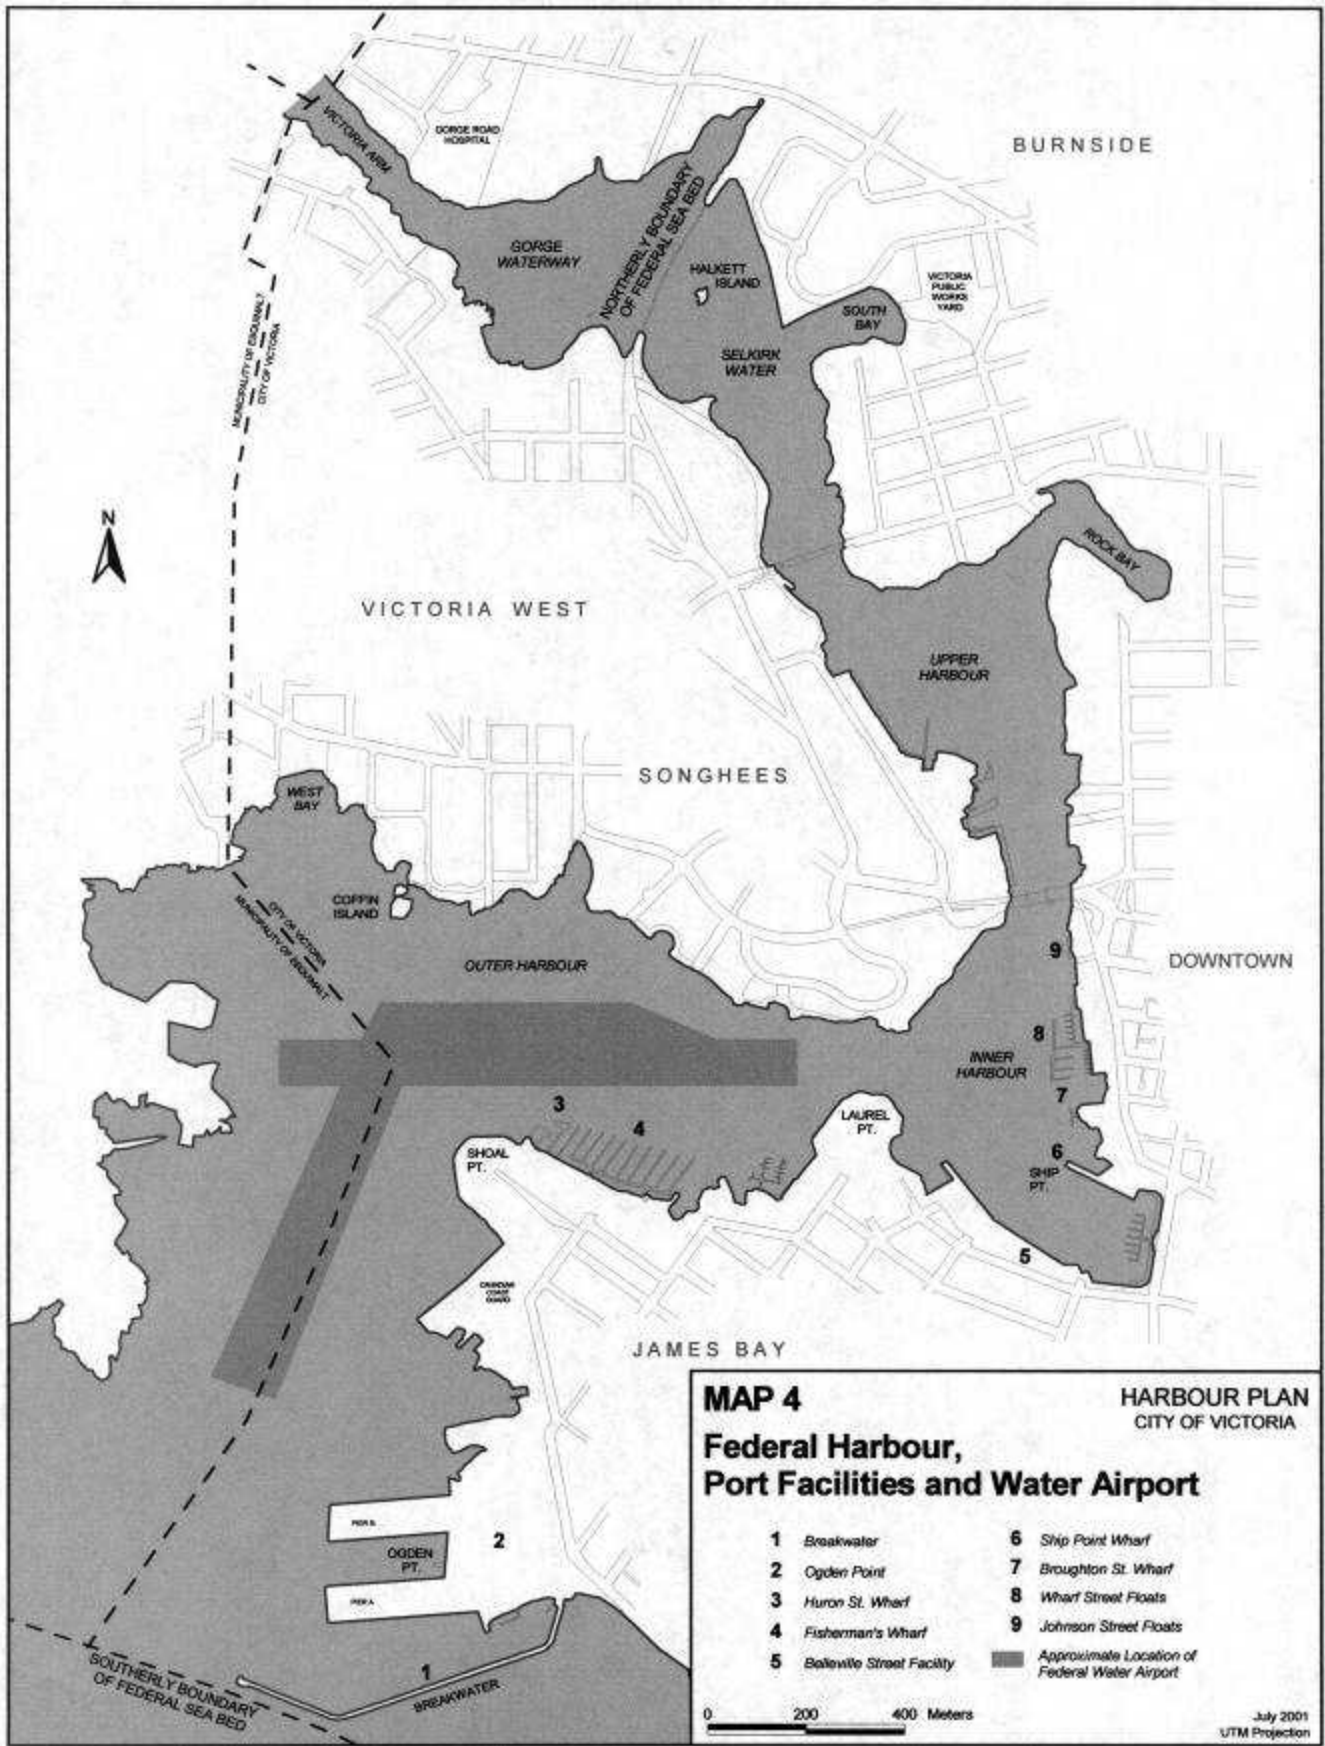 VICTORIA ARM
GORGE ROAD
HOSPITAL
BURNSIDE
NORTHERLY BOUNDARY
OF FEDERAL SEA BED
GORGE
WATERWAY
HALKETT
ISLAND
VICTORIA
PUBLIC
WORKS
YARD
SOUTH
BAY
MUNICIPALITY OF ESQUIMALT
CITY OF VICTORIA
SELKIRK
WATER
N
ROCK BAY
VICTORIA WEST
UPPER
HARBOUR
SONGHEES
WEST
BAY
COFFIN
ISLAND
CITY OF VICTORIA
MUNICIPALITY OF ESQUIMALT
OUTER HARBOUR
9
DOWNTOWN
8
INNER
HARBOUR
7
3
4
LAUREL
PT.
SHOAL
PT.
6
SHIP
PT.
5
CANADIAN
COAST
GUARD
JAMES BAY
PIER B
2
OGDEN
PT.
PIER A
1
BREAKWATER
SOUTHERLY BOUNDARY
OF FEDERAL SEA BED
MAP 4
HARBOUR PLAN
CITY OF VICTORIA
Federal Harbour,
Port Facilities and Water Airport
1 Breakwater
2 Ogden Point
3 Huron St. Wharf
4 Fisherman's Wharf
5 Belleville Street Facility
6 Ship Point Wharf
7 Broughton St. Wharf
8 Wharf Street Floats
9 Johnson Street Floats
Approximate Location of
Federal Water Airport
0 200 400 Meters
July 2001
UTM Projection